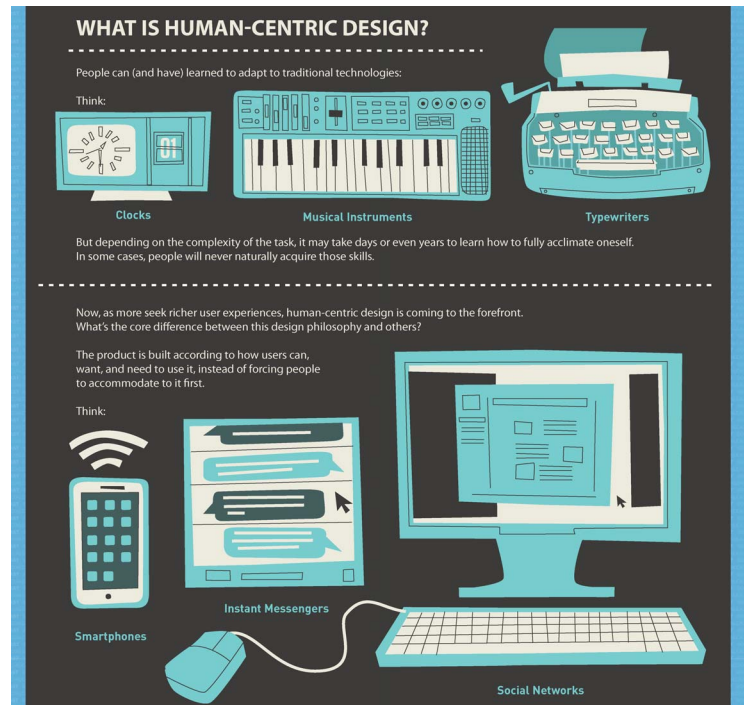 WHAT IS HUMAN-CENTRIC DESIGN?
People can (and have) learned to adapt to traditional technologies:
Think:
01
Clocks
Musical Instruments
Typewriters
But depending on the complexity of the task, it may take days or even years to learn how to fully acclimate oneself.
In some cases, people will never naturally acquire those skills.
Now, as more seek richer user experiences, human-centric design is coming to the forefront.
What's the core difference between this design philosophy and others?
The product is built according to how users can,
want, and need to use it, instead of forcing people
to accommodate to it first.
Think:
Smartphones
Instant Messengers
Social Networks